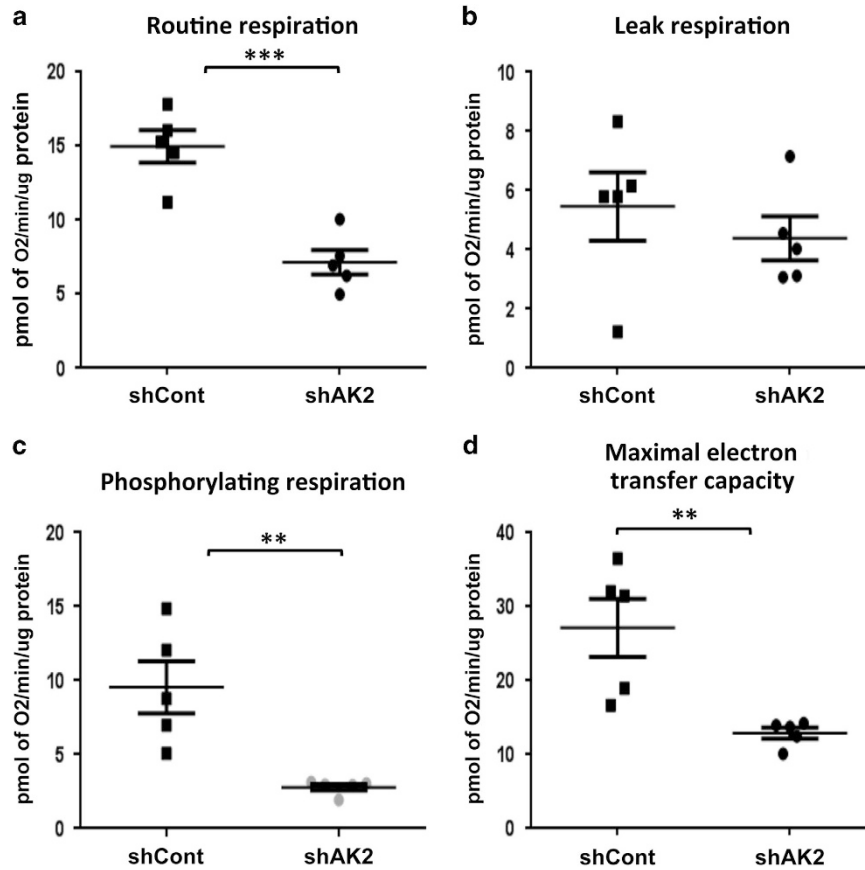 a
Routine respiration
***
pmol of O2/min/ug protein
20
15
10
5
0
shCont shAK2
b
Leak respiration
pmol of O2/min/ug protein
10
8
6
4
2
0
shCont shAK2
c
Phosphorylating respiration
**
pmol of O2/min/ug protein
20
15
10
5
0
shCont shAK2
d
Maximal electron
transfer capacity
**
pmol of O2/min/ug protein
40
30
20
10
0
shCont shAK2